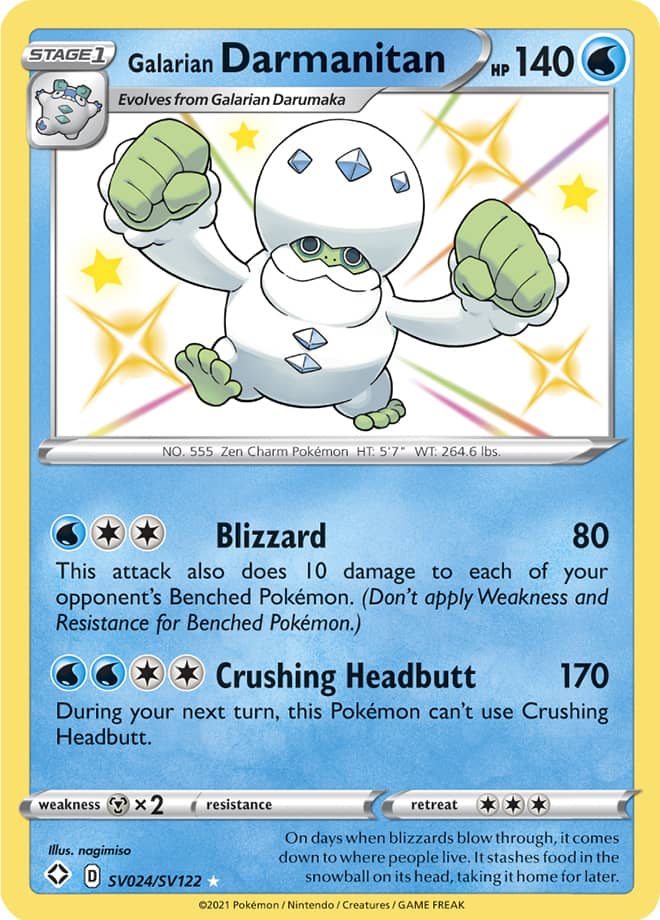 STAGE 1
Galarian Darmanitan HP 140
Evolves from Galarian Darumaka
NO. 555 Zen Charm Pokémon HT: 5'7" WT: 264.6 lbs.
Blizzard 80
This attack also does 10 damage to each of your
opponent's Benched Pokémon. (Don't apply Weakness and
Resistance for Benched Pokémon.)
Crushing Headbutt 170
During your next turn, this Pokémon can't use Crushing
Headbutt.
weakness ×2 resistance retreat
Illus. nagimiso
On days when blizzards blow through, it comes
down to where people live. It stashes food in the
snowball on its head, taking it home for later.
D SV024/SV122
©2021 Pokémon / Nintendo / Creatures / GAME FREAK